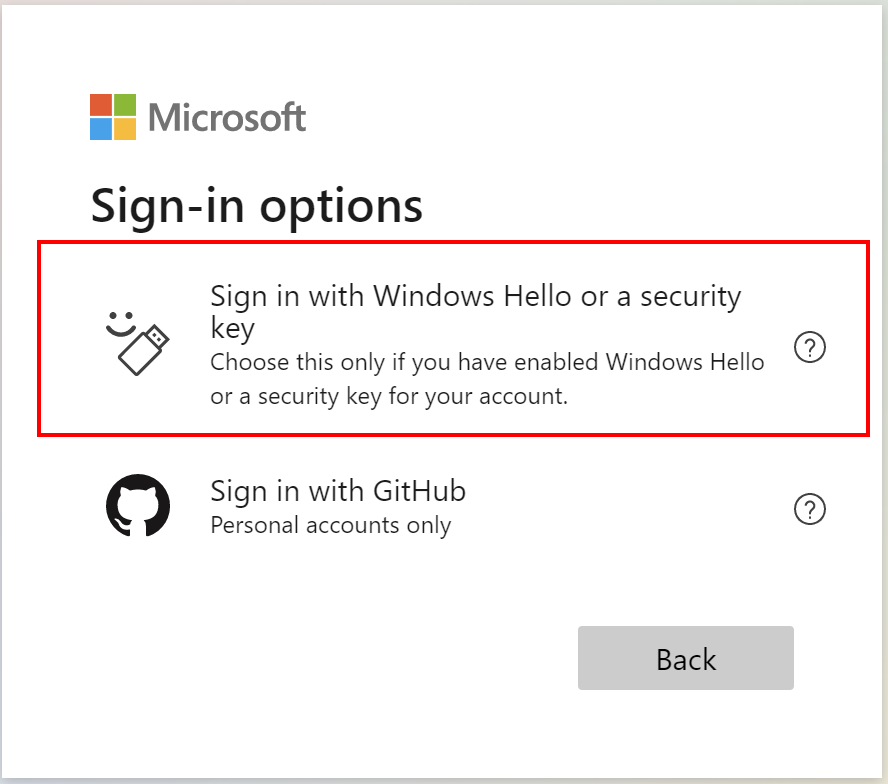 Microsoft
Sign-in options
Sign in with Windows Hello or a security
key
Choose this only if you have enabled Windows Hello
or a security key for your account.
?
Sign in with GitHub
Personal accounts only
?
Back